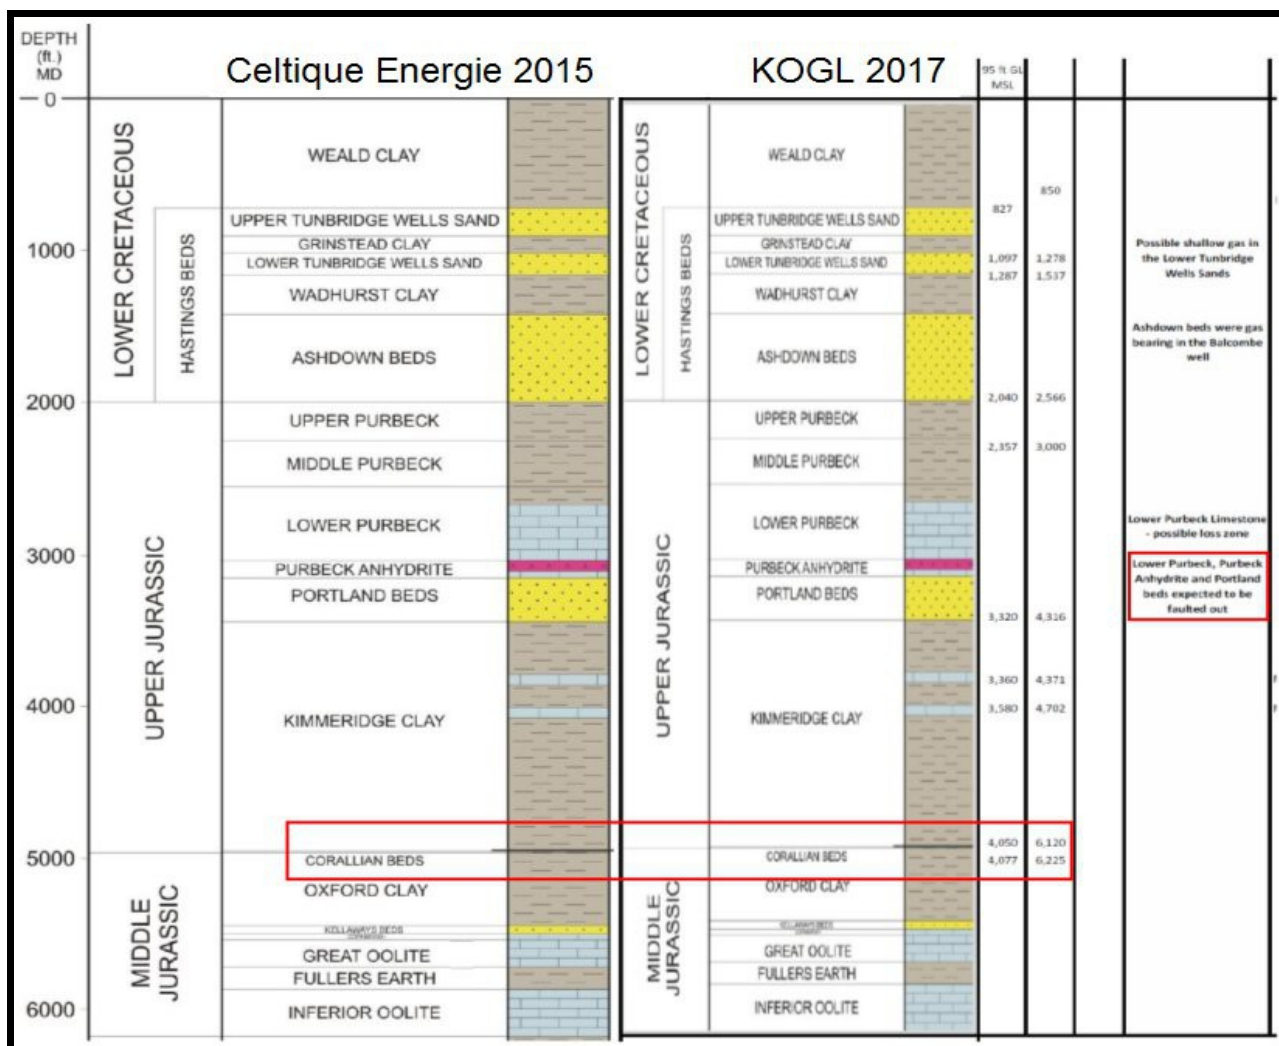 DEPTH
(ft.)
MD
Celtique Energie 2015
KOGL 2017
95 ft GL
MSL
0
1000
2000
3000
4000
5000
6000
LOWER CRETACEOUS
HASTINGS BEDS
UPPER JURASSIC
MIDDLE
JURASSIC
WEALD CLAY
UPPER TUNBRIDGE WELLS SAND
GRINSTEAD CLAY
LOWER TUNBRIDGE WELLS SAND
WADHURST CLAY
ASHDOWN BEDS
UPPER PURBECK
MIDDLE PURBECK
LOWER PURBECK
PURBECK ANHYDRITE
PORTLAND BEDS
KIMMERIDGE CLAY
CORALLIAN BEDS
OXFORD CLAY
KELLAWAYS BEDS
GREAT OOLITE
FULLERS EARTH
INFERIOR OOLITE
LOWER CRETACEOUS
HASTINGS BEDS
UPPER JURASSIC
MIDDLE
JURASSIC
WEALD CLAY
UPPER TUNBRIDGE WELLS SAND
GRINSTEAD CLAY
LOWER TUNBRIDGE WELLS SAND
WADHURST CLAY
ASHDOWN BEDS
UPPER PURBECK
MIDDLE PURBECK
LOWER PURBECK
PURBECK ANHYDRITE
PORTLAND BEDS
KIMMERIDGE CLAY
CORALLIAN BEDS
OXFORD CLAY
KELLAWAYS BEDS
GREAT OOLITE
FULLERS EARTH
INFERIOR OOLITE
850
827
1,097 1,278
1,287 1,537
2,040 2,566
2,357 3,000
3,320 4,316
3,360 4,371
3,580 4,702
4,050 6,120
4,077 6,225
Possible shallow gas in
the Lower Tunbridge
Wells Sands
Ashdown beds were gas
bearing in the Balcombe
well
Lower Purbeck Limestone
- possible loss zone
Lower Purbeck, Purbeck
Anhydrite and Portland
beds expected to be
faulted out